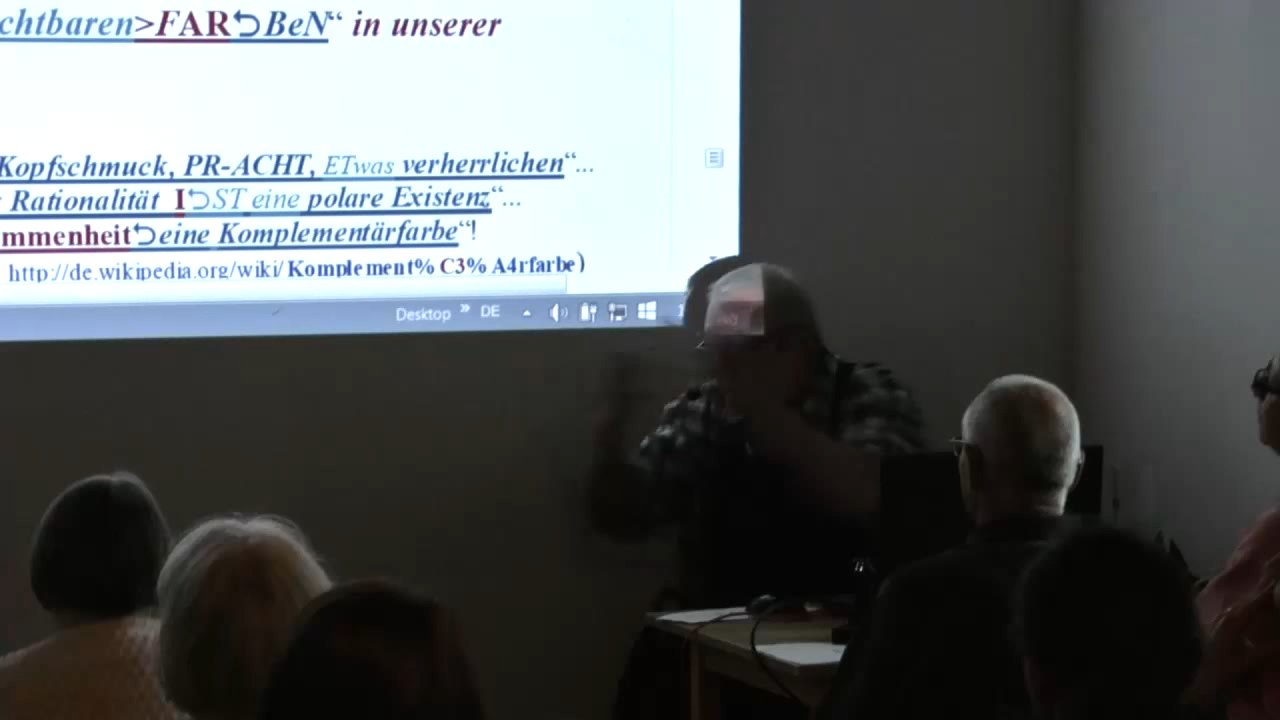 chtbaren>FAR⮌BeN“ in unserer
Kopfschmuck, PR-ACHT, ETwas verherrlichen“...
Rationalität I⮌ST eine polare Existenz“...
mmenheit⮌eine Komplementärfarbe“!
http://de.wikipedia.org/wiki/Komplement%C3%A4rfarbe)
Desktop » DE